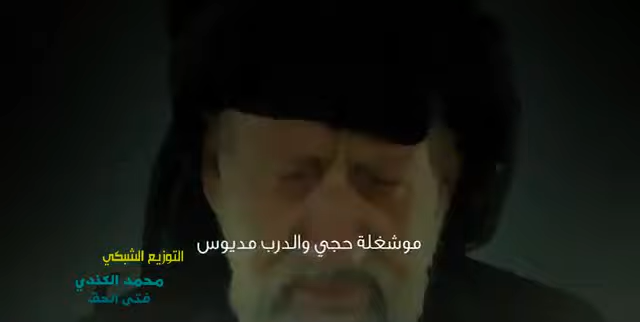 موشغلة حجي والدرب مديوس
التوزيع الشبكي
محمد الكندي
فتى الحق